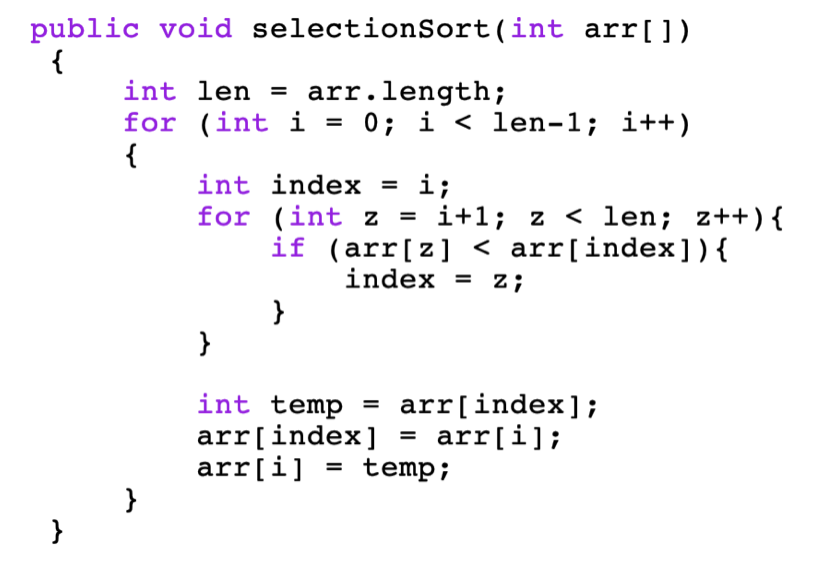 public void selectionSort(int arr[])
{
int len = arr.length;
for (int i = 0; i < len-1; i++)
{
int index = i;
for (int z = i+1; z < len; z++){
if (arr[z] < arr[index]){
index = z;
}
}
int temp = arr[index];
arr[index] = arr[i];
arr[i] = temp;
}
}